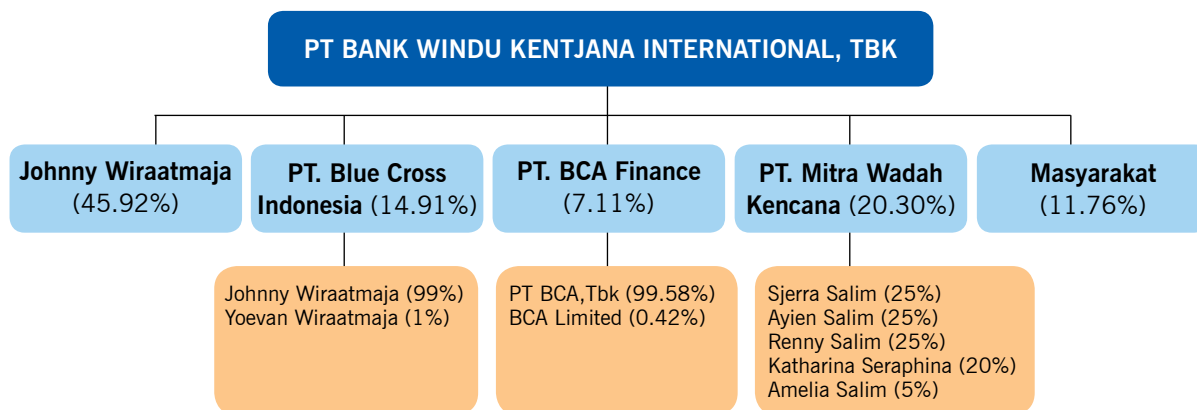 PT BANK WINDU KENTJANA INTERNATIONAL, TBK
Johnny Wiraatmaja
(45.92%)
PT. Blue Cross
Indonesia (14.91%)
PT. BCA Finance
(7.11%)
PT. Mitra Wadah
Kencana (20.30%)
Masyarakat
(11.76%)
Johnny Wiraatmaja (99%)
Yoevan Wiraatmaja (1%)
PT BCA,Tbk (99.58%)
BCA Limited (0.42%)
Sjerra Salim (25%)
Ayien Salim (25%)
Renny Salim (25%)
Katharina Seraphina (20%)
Amelia Salim (5%)